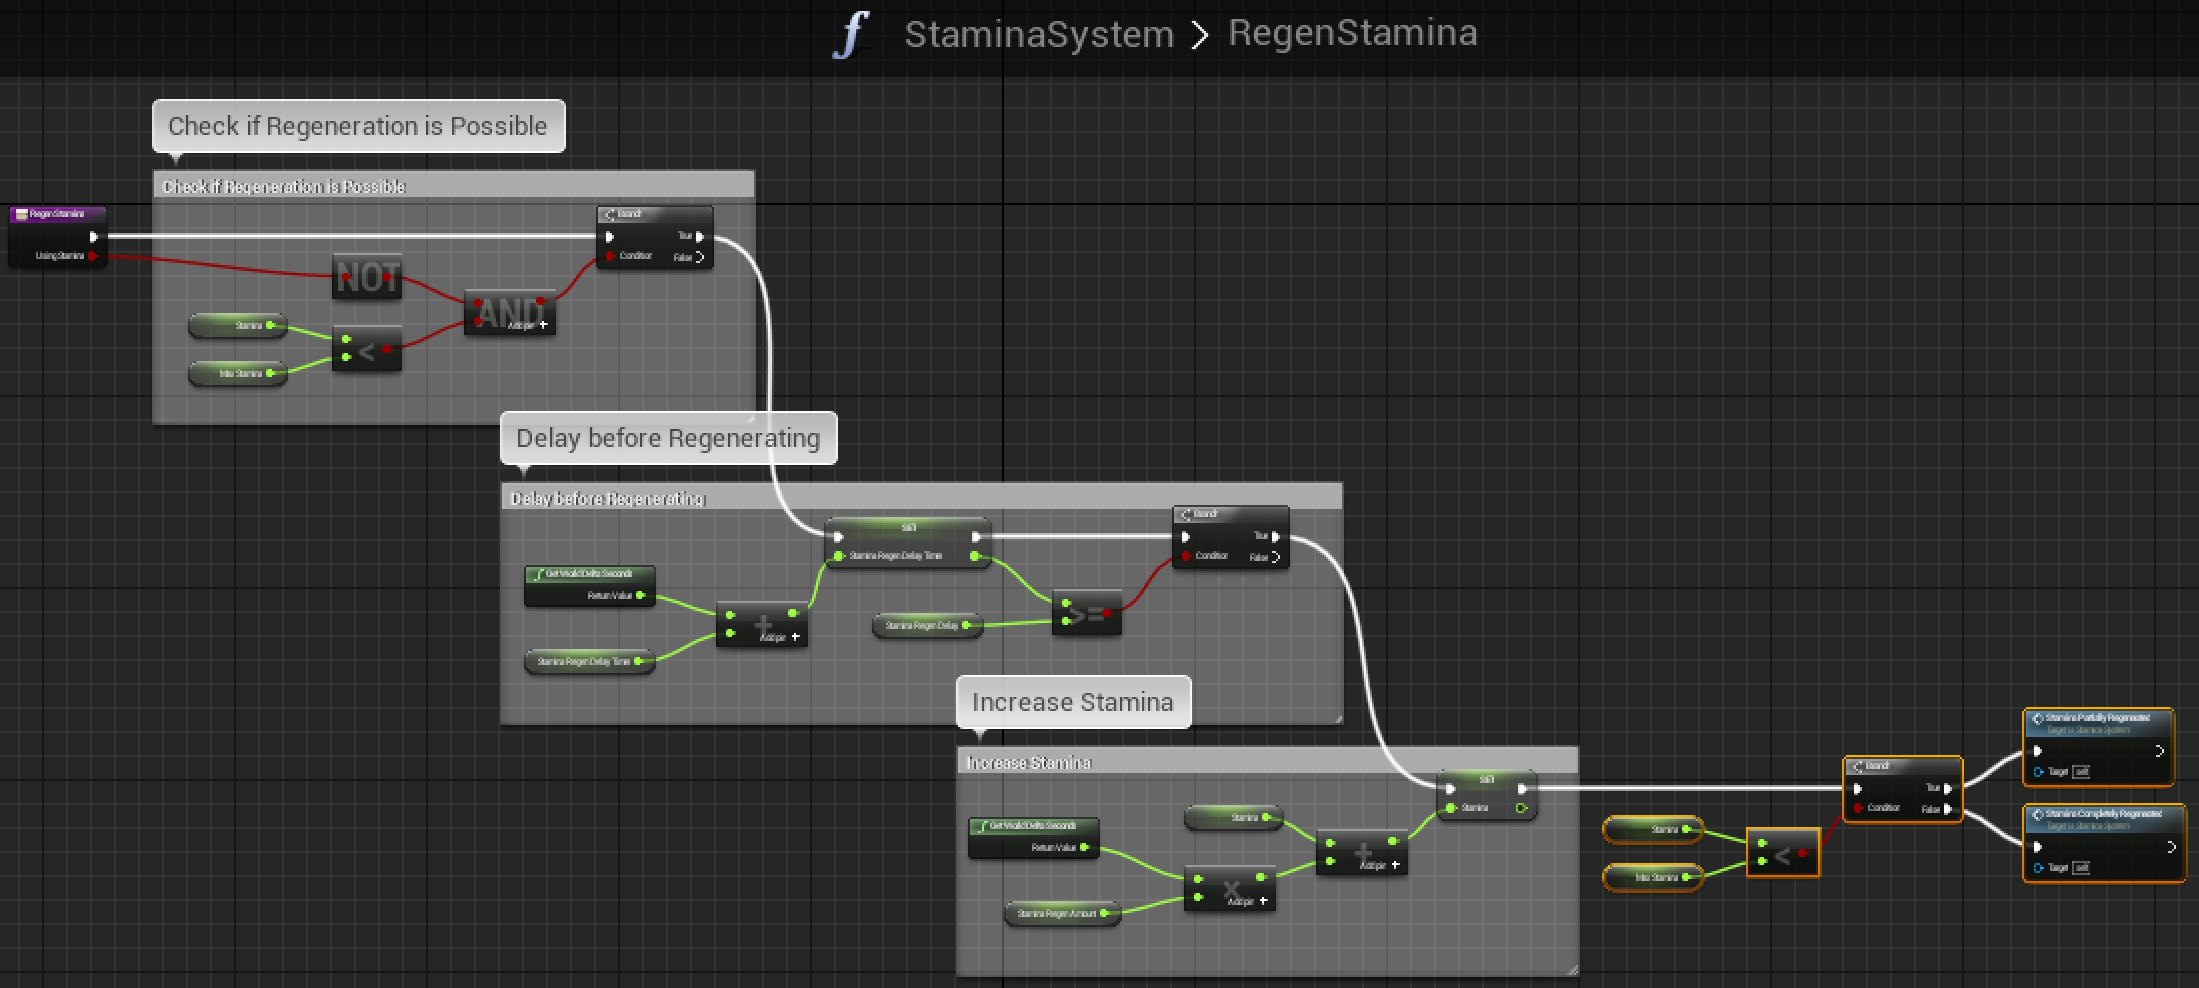 StaminaSystem > RegenStamina
Check if Regeneration is Possible
Check if Regeneration is Possible
RegenStamina
Using Stamina
NOT
Stamina
Max Stamina
<
AND
Add pin +
Branch
True
Condition
False
Delay before Regenerating
Delay before Regenerating
Get World Delta Seconds
Return Value
Stamina Regen Delay Time
+
Add pin +
SET
Stamina Regen Delay Time
Stamina Regen Delay
>=
Branch
True
Condition
False
Increase Stamina
Increase Stamina
Get World Delta Seconds
Return Value
Stamina Regen Amount
Stamina
x
Add pin +
+
Add pin +
SET
Stamina
Stamina
Max Stamina
<
Branch
True
Condition
False
Stamina Partially Regenerated
Target is Stamina System
Target self
Stamina Completely Regenerated
Target is Stamina System
Target self